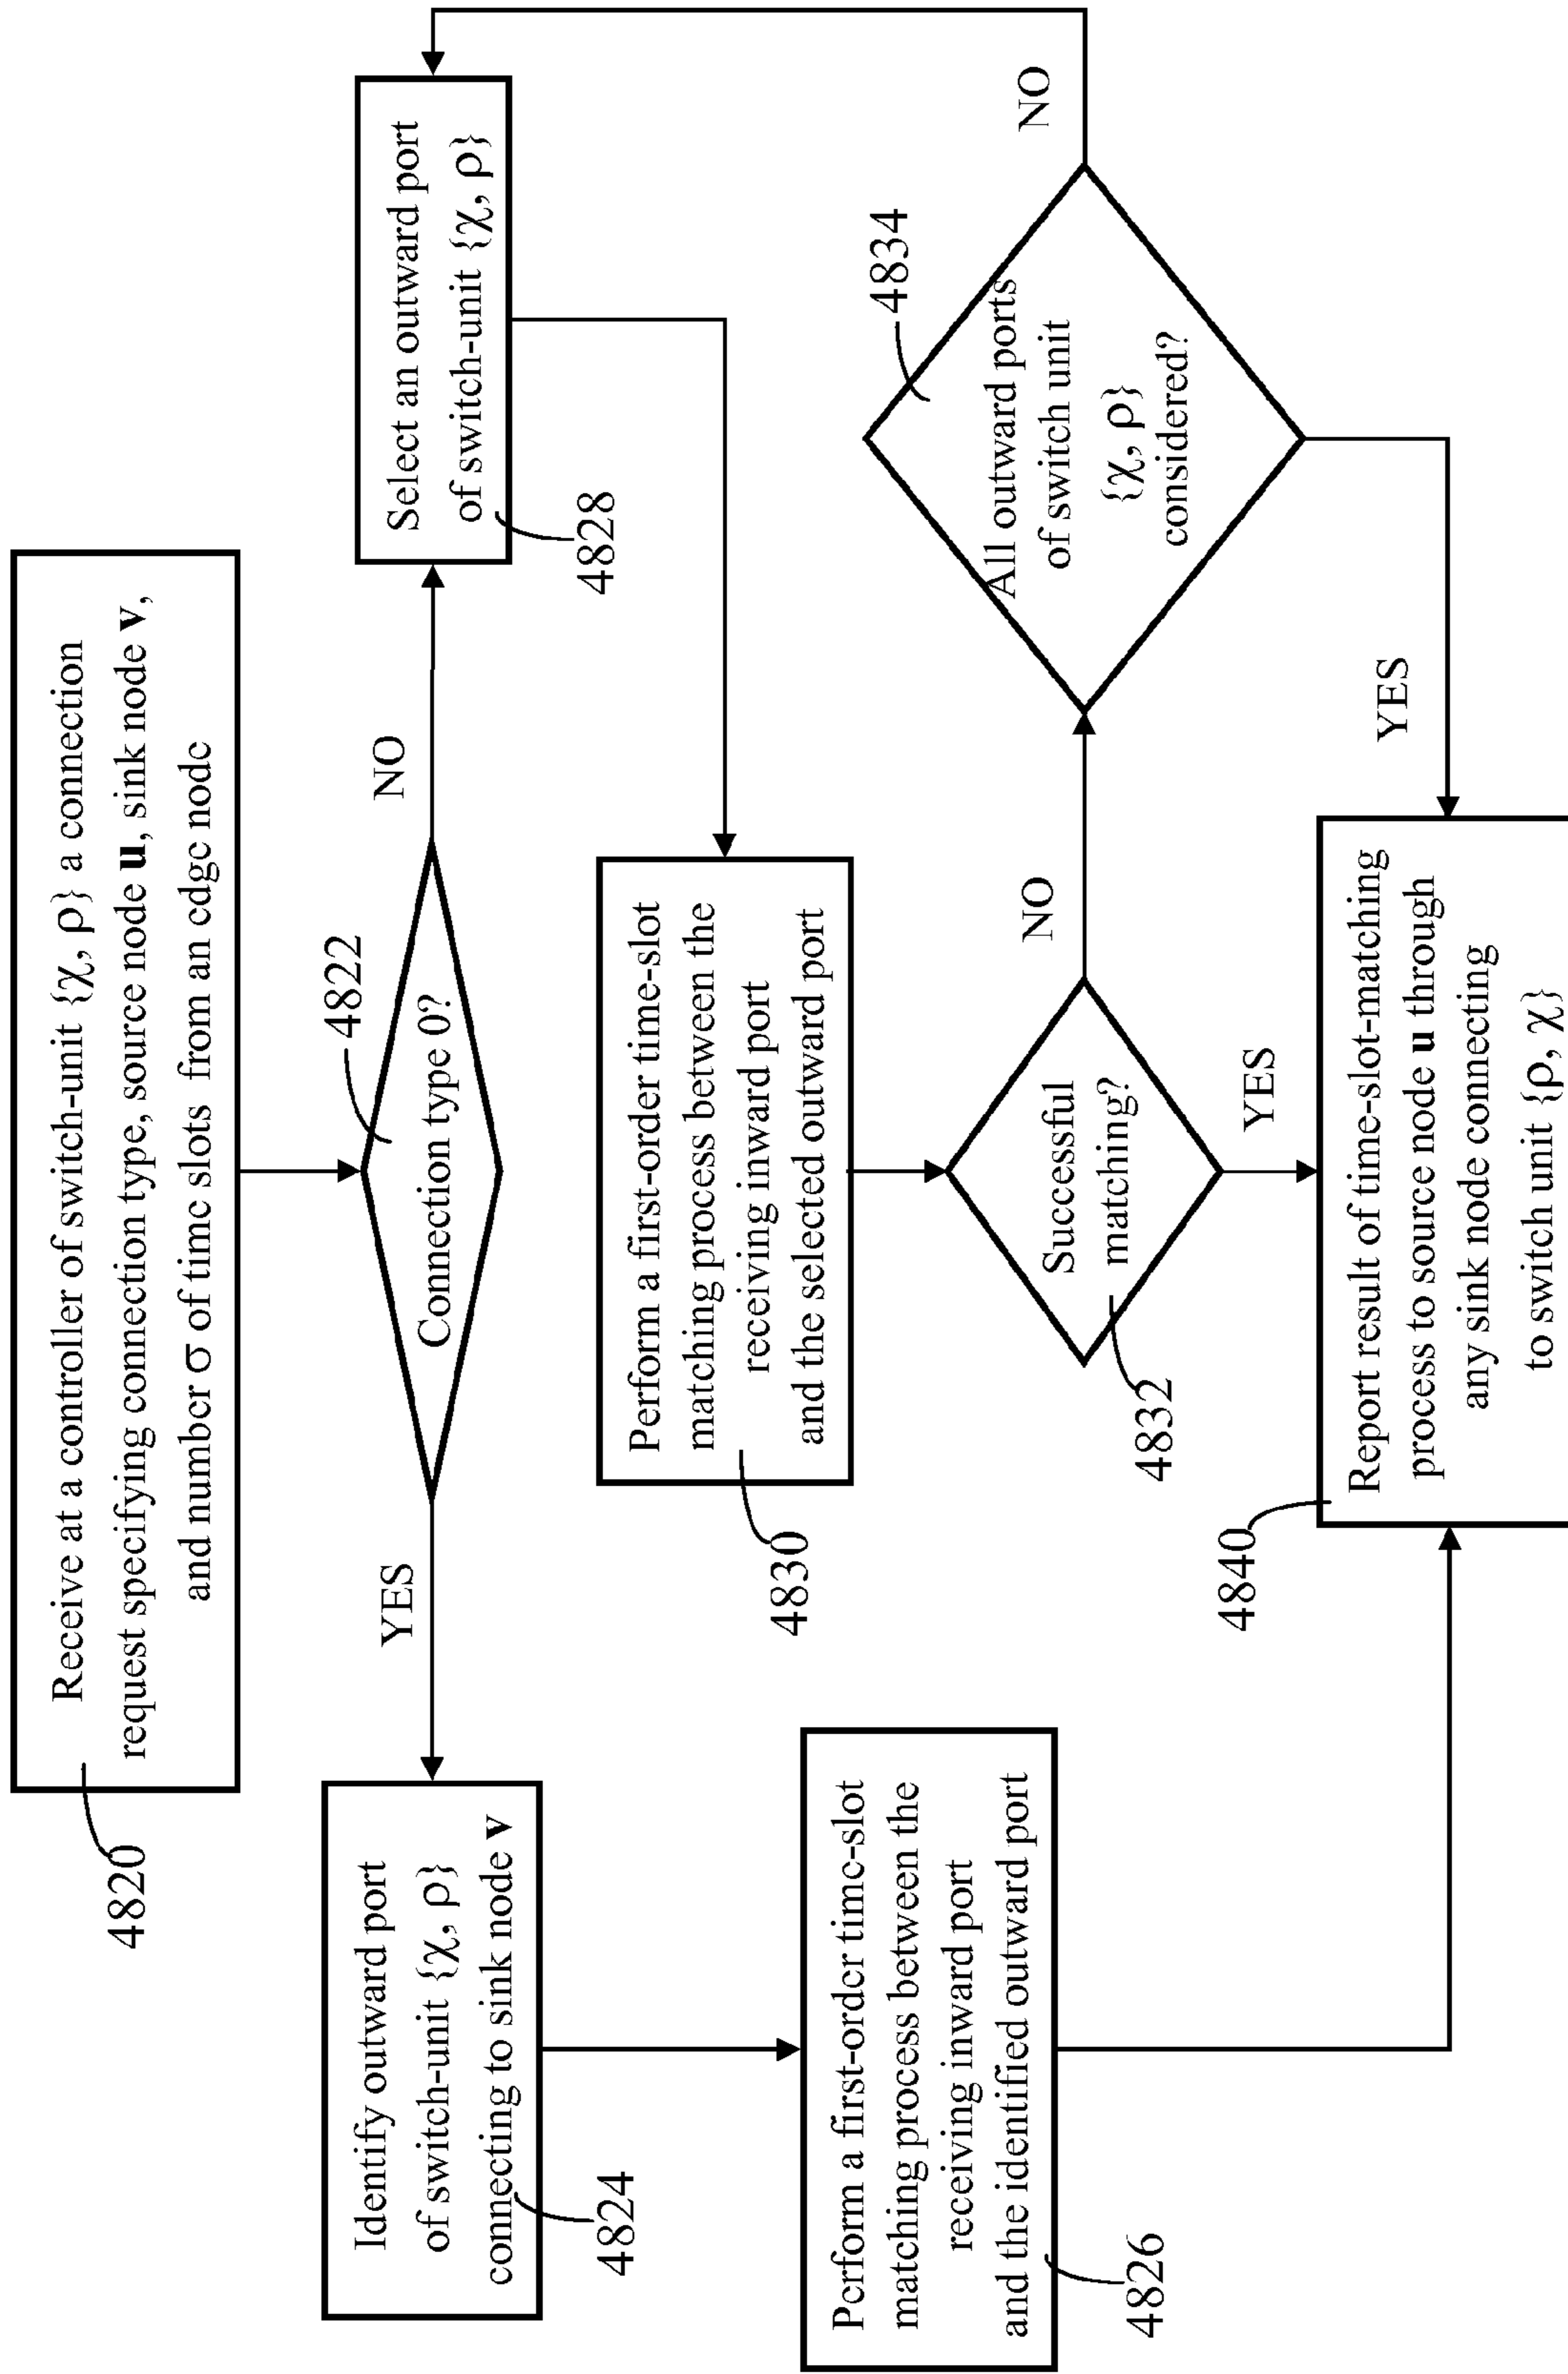 Receive at a controller of switch-unit {χ, ρ} a connection
request specifying connection type, source node u, sink node v,
and number σ of time slots from an edge node
4820
Connection type 0?
4822
YES
NO
Identify outward port
of switch-unit {χ, ρ}
connecting to sink node v
4824
Select an outward port
of switch-unit {χ, ρ}
4828
Perform a first-order time-slot
matching process between the
receiving inward port
and the identified outward port
4826
Perform a first-order time-slot
matching process between the
receiving inward port
and the selected outward port
4830
Successful
matching?
4832
NO
YES
All outward ports
of switch unit
{χ, ρ}
considered?
4834
NO
YES
Report result of time-slot-matching
process to source node u through
any sink node connecting
to switch unit {ρ, χ}
4840